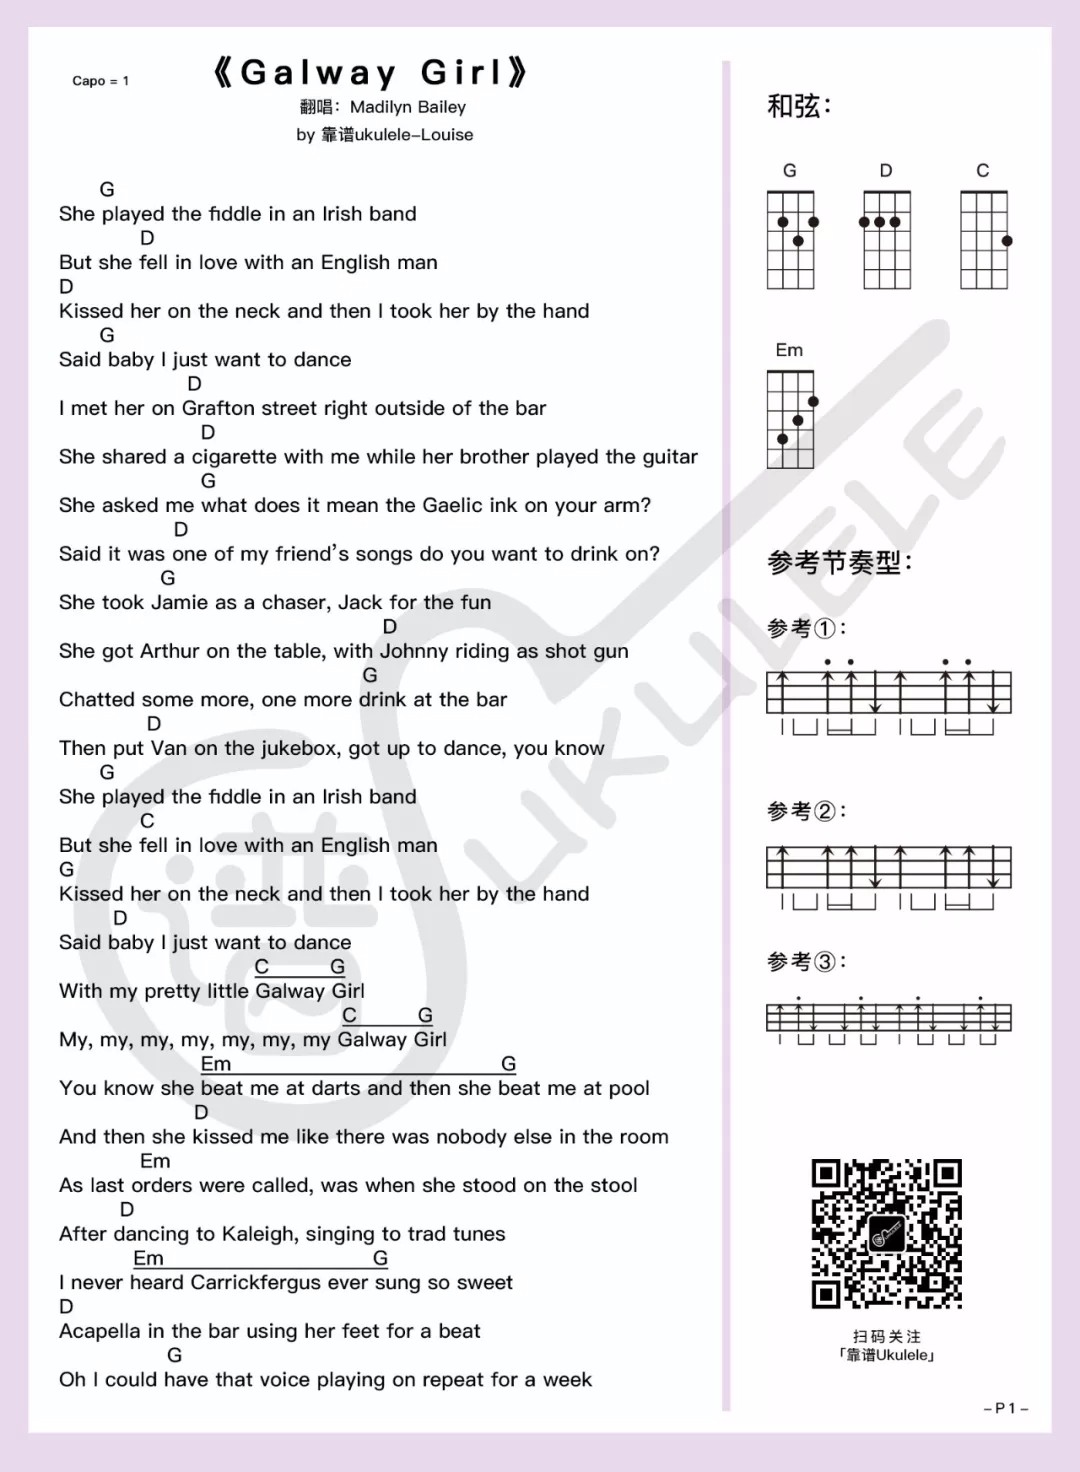 Capo = 1
《Galway Girl》
翻唱：Madilyn Bailey
by 靠谱ukulele-Louise
G
She played the fiddle in an Irish band
D
But she fell in love with an English man
D
Kissed her on the neck and then I took her by the hand
G
Said baby I just want to dance
D
I met her on Grafton street right outside of the bar
D
She shared a cigarette with me while her brother played the guitar
G
She asked me what does it mean the Gaelic ink on your arm?
D
Said it was one of my friend's songs do you want to drink on?
G
She took Jamie as a chaser, Jack for the fun
D
She got Arthur on the table, with Johnny riding as shot gun
G
Chatted some more, one more drink at the bar
D
Then put Van on the jukebox, got up to dance, you know
G
She played the fiddle in an Irish band
C
But she fell in love with an English man
G
Kissed her on the neck and then I took her by the hand
D
Said baby I just want to dance
C G
With my pretty little Galway Girl
C G
My, my, my, my, my, my, my Galway Girl
Em G
You know she beat me at darts and then she beat me at pool
D
And then she kissed me like there was nobody else in the room
Em
As last orders were called, was when she stood on the stool
D
After dancing to Kaleigh, singing to trad tunes
Em G
I never heard Carrickfergus ever sung so sweet
D
Acapella in the bar using her feet for a beat
G
Oh I could have that voice playing on repeat for a week
和弦：
G D C
Em
参考节奏型：
参考①：
参考②：
参考③：
扫码关注
「靠谱Ukulele」
- P 1 -
谱 UKULELE